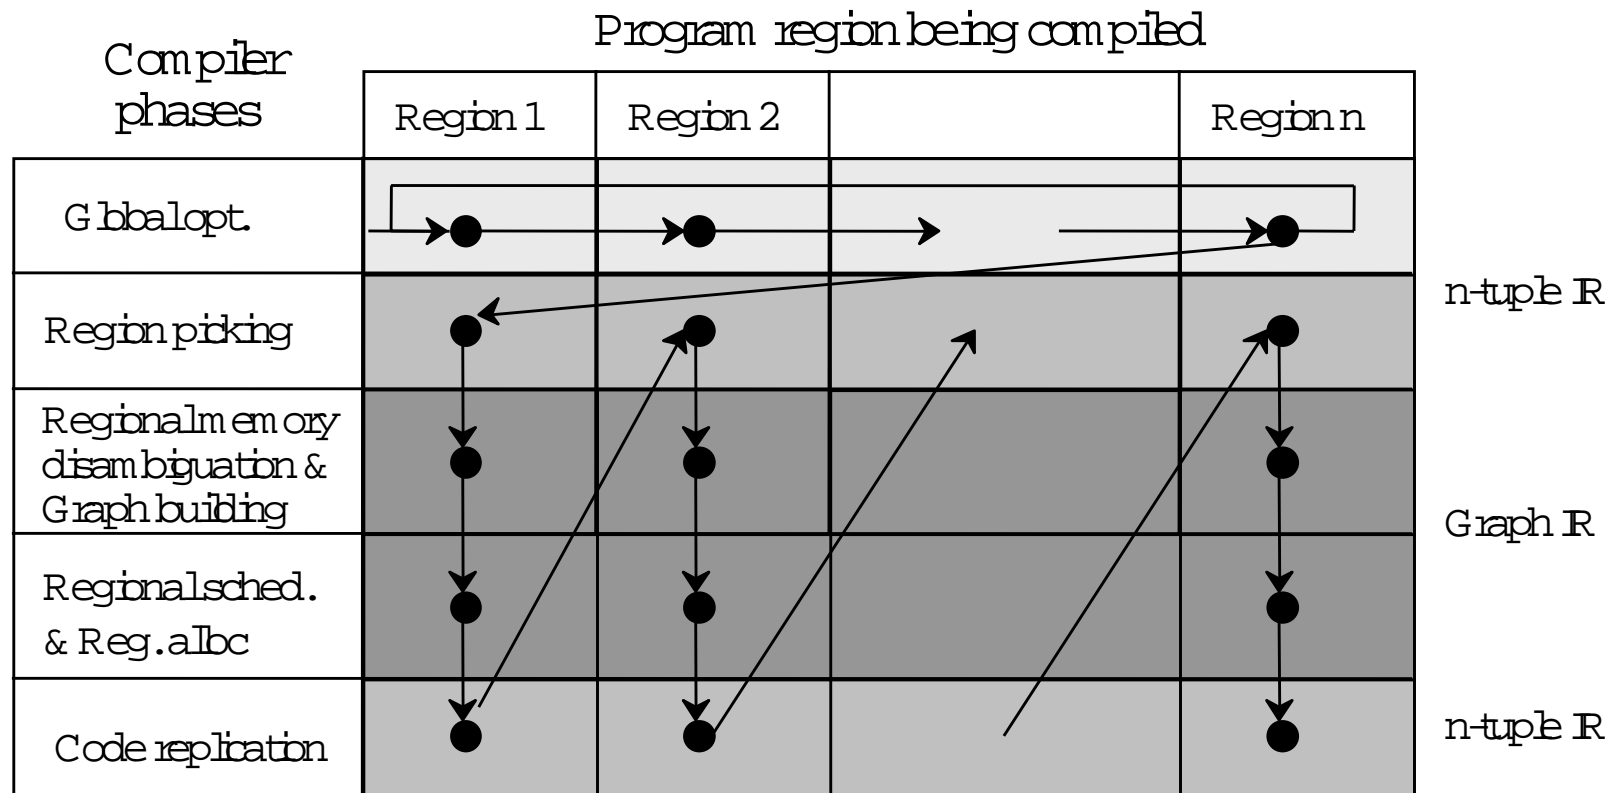 Program region being compiled
Compiler
phases
Region 1
Region 2
Region n
Global opt.
n-tuple IR
Region picking
Regional memory
disambiguation &
Graph building
Graph IR
Regional sched.
& Reg. alloc
n-tuple IR
Code replication